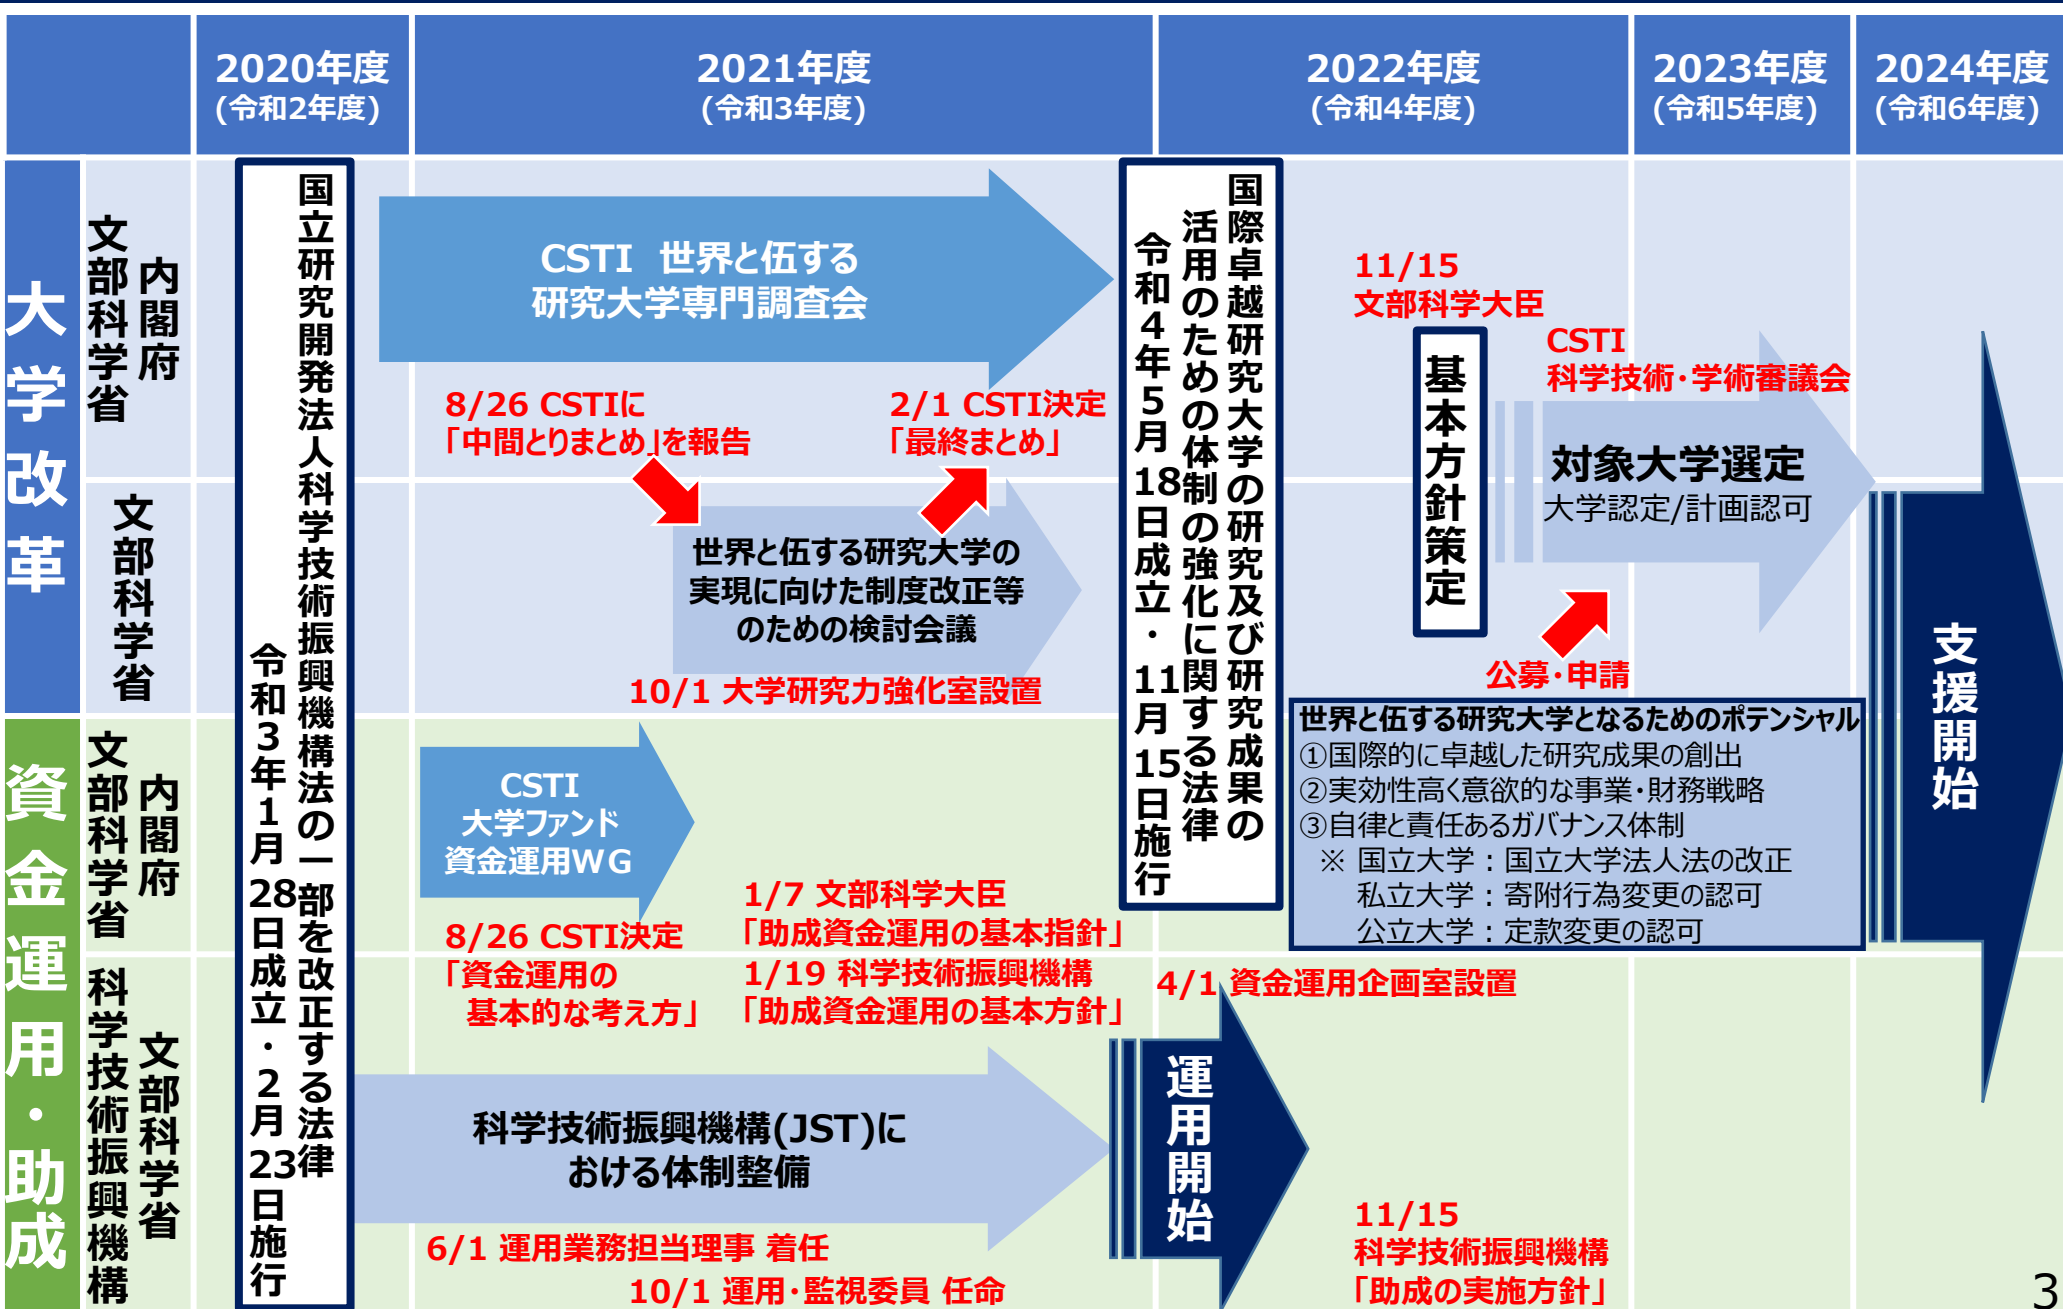 2020年度
(令和2年度)
2021年度
(令和3年度)
2022年度
(令和4年度)
2023年度
(令和5年度)
2024年度
(令和6年度)
大学改革
内閣府
文部科学省
文部科学省
国立研究開発法人科学技術振興機構法の一部を改正する法律
令和3年1月28日成立・2月23日施行
CSTI 世界と伍する
研究大学専門調査会
8/26 CSTIに
「中間とりまとめ」を報告
2/1 CSTI決定
「最終まとめ」
世界と伍する研究大学の
実現に向けた制度改正等
のための検討会議
10/1 大学研究力強化室設置
国際卓越研究大学の研究及び研究成果の
活用のための体制の強化に関する法律
令和4年5月18日成立・11月15日施行
11/15
文部科学大臣
基本方針策定
CSTI
科学技術・学術審議会
対象大学選定
大学認定/計画認可
公募・申請
世界と伍する研究大学となるためのポテンシャル
①国際的に卓越した研究成果の創出
②実効性高く意欲的な事業・財務戦略
③自律と責任あるガバナンス体制
※ 国立大学：国立大学法人法の改正
私立大学：寄附行為変更の認可
公立大学：定款変更の認可
支援開始
資金運用・助成
内閣府
文部科学省
文部科学省
科学技術振興機構
CSTI
大学ファンド
資金運用WG
8/26 CSTI決定
「資金運用の
基本的な考え方」
1/7 文部科学大臣
「助成資金運用の基本指針」
1/19 科学技術振興機構
「助成資金運用の基本方針」
4/1 資金運用企画室設置
科学技術振興機構(JST)に
おける体制整備
運用開始
6/1 運用業務担当理事 着任
10/1 運用・監視委員 任命
11/15
科学技術振興機構
「助成の実施方針」
3